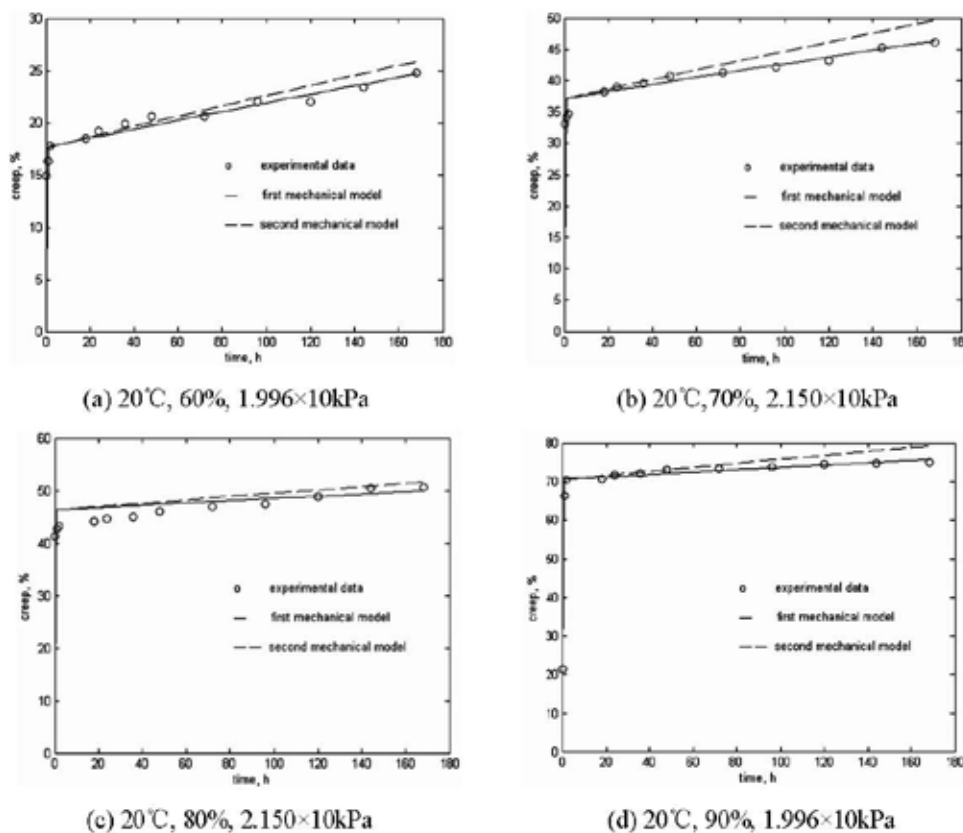 30
25
20
15
10
5
0
creep, %
experimental data
first mechanical model
second mechanical model
0 20 40 60 80 100 120 140 160 180
time, h
(a) 20℃, 60%, 1.996×10kPa
50
45
40
35
30
25
20
15
10
5
0
creep, %
experimental data
first mechanical model
second mechanical model
0 20 40 60 80 100 120 140 160 180
time, h
(b) 20℃,70%, 2.150×10kPa
60
50
40
30
20
10
0
creep, %
experimental data
first mechanical model
second mechanical model
0 20 40 60 80 100 120 140 160 180
time, h
(c) 20℃, 80%, 2.150×10kPa
80
70
60
50
40
30
20
10
0
creep, %
experimental data
first mechanical model
second mechanical model
0 20 40 60 80 100 120 140 160 180
time, h
(d) 20℃, 90%, 1.996×10kPa